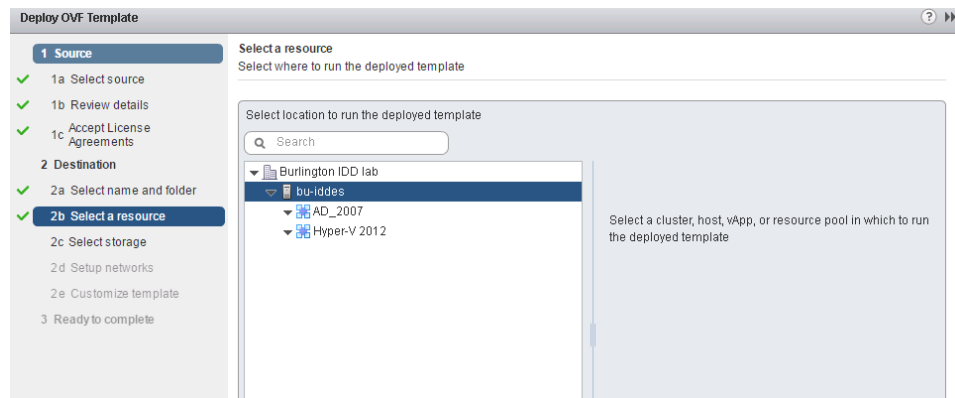 Deploy OVF Template
1 Source
1a Select source
1b Review details
1c Accept License
Agreements
2 Destination
2a Select name and folder
2b Select a resource
2c Select storage
2d Setup networks
2e Customize template
3 Ready to complete
Select a resource
Select where to run the deployed template
Select location to run the deployed template
Search
Burlington IDD lab
bu-iddes
AD_2007
Hyper-V 2012
Select a cluster, host, vApp, or resource pool in which to run
the deployed template